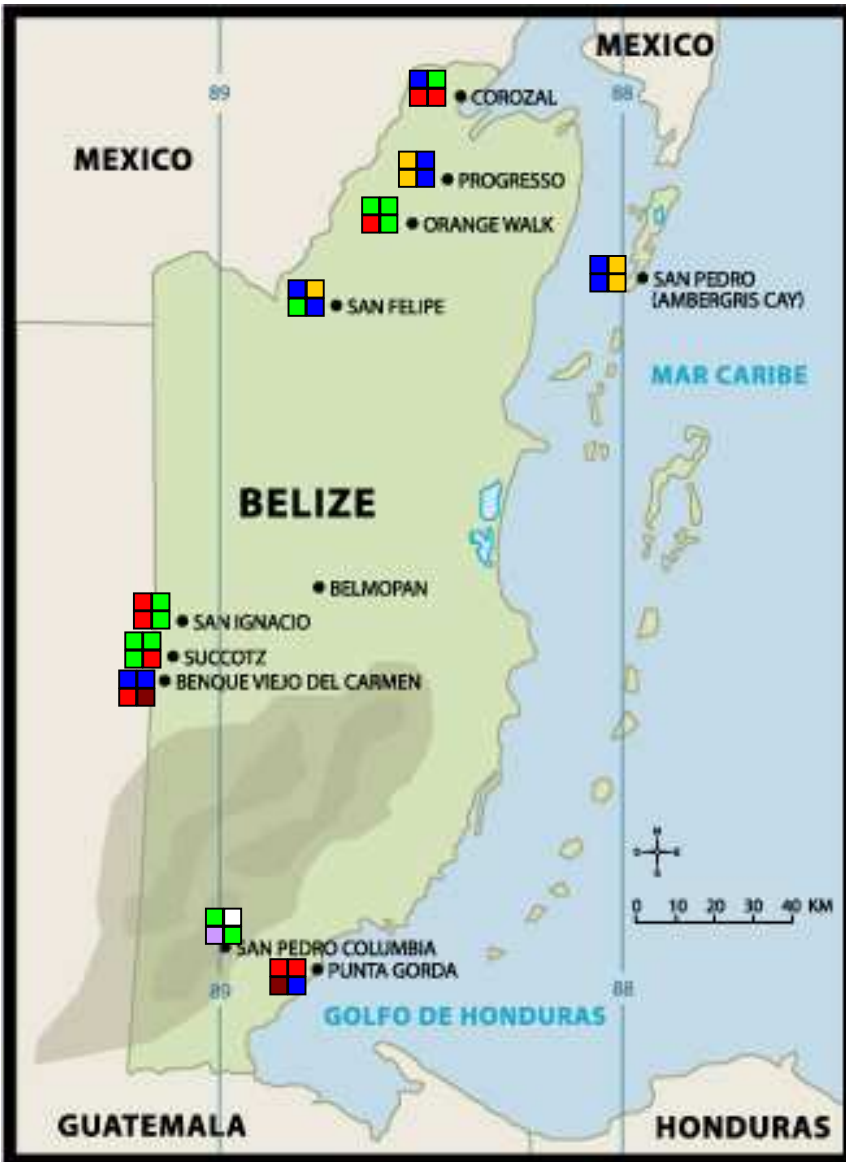 MEXICO
89
88
COROZAL
MEXICO
PROGRESSO
ORANGE WALK
SAN PEDRO
(AMBERGRIS CAY)
SAN FELIPE
MAR CARIBE
BELIZE
BELMOPAN
SAN IGNACIO
SUCCOTZ
BENQUE VIEJO DEL CARMEN
0 10 20 30 40 KM
SAN PEDRO COLUMBIA
PUNTA GORDA
89
88
GOLFO DE HONDURAS
GUATEMALA
HONDURAS